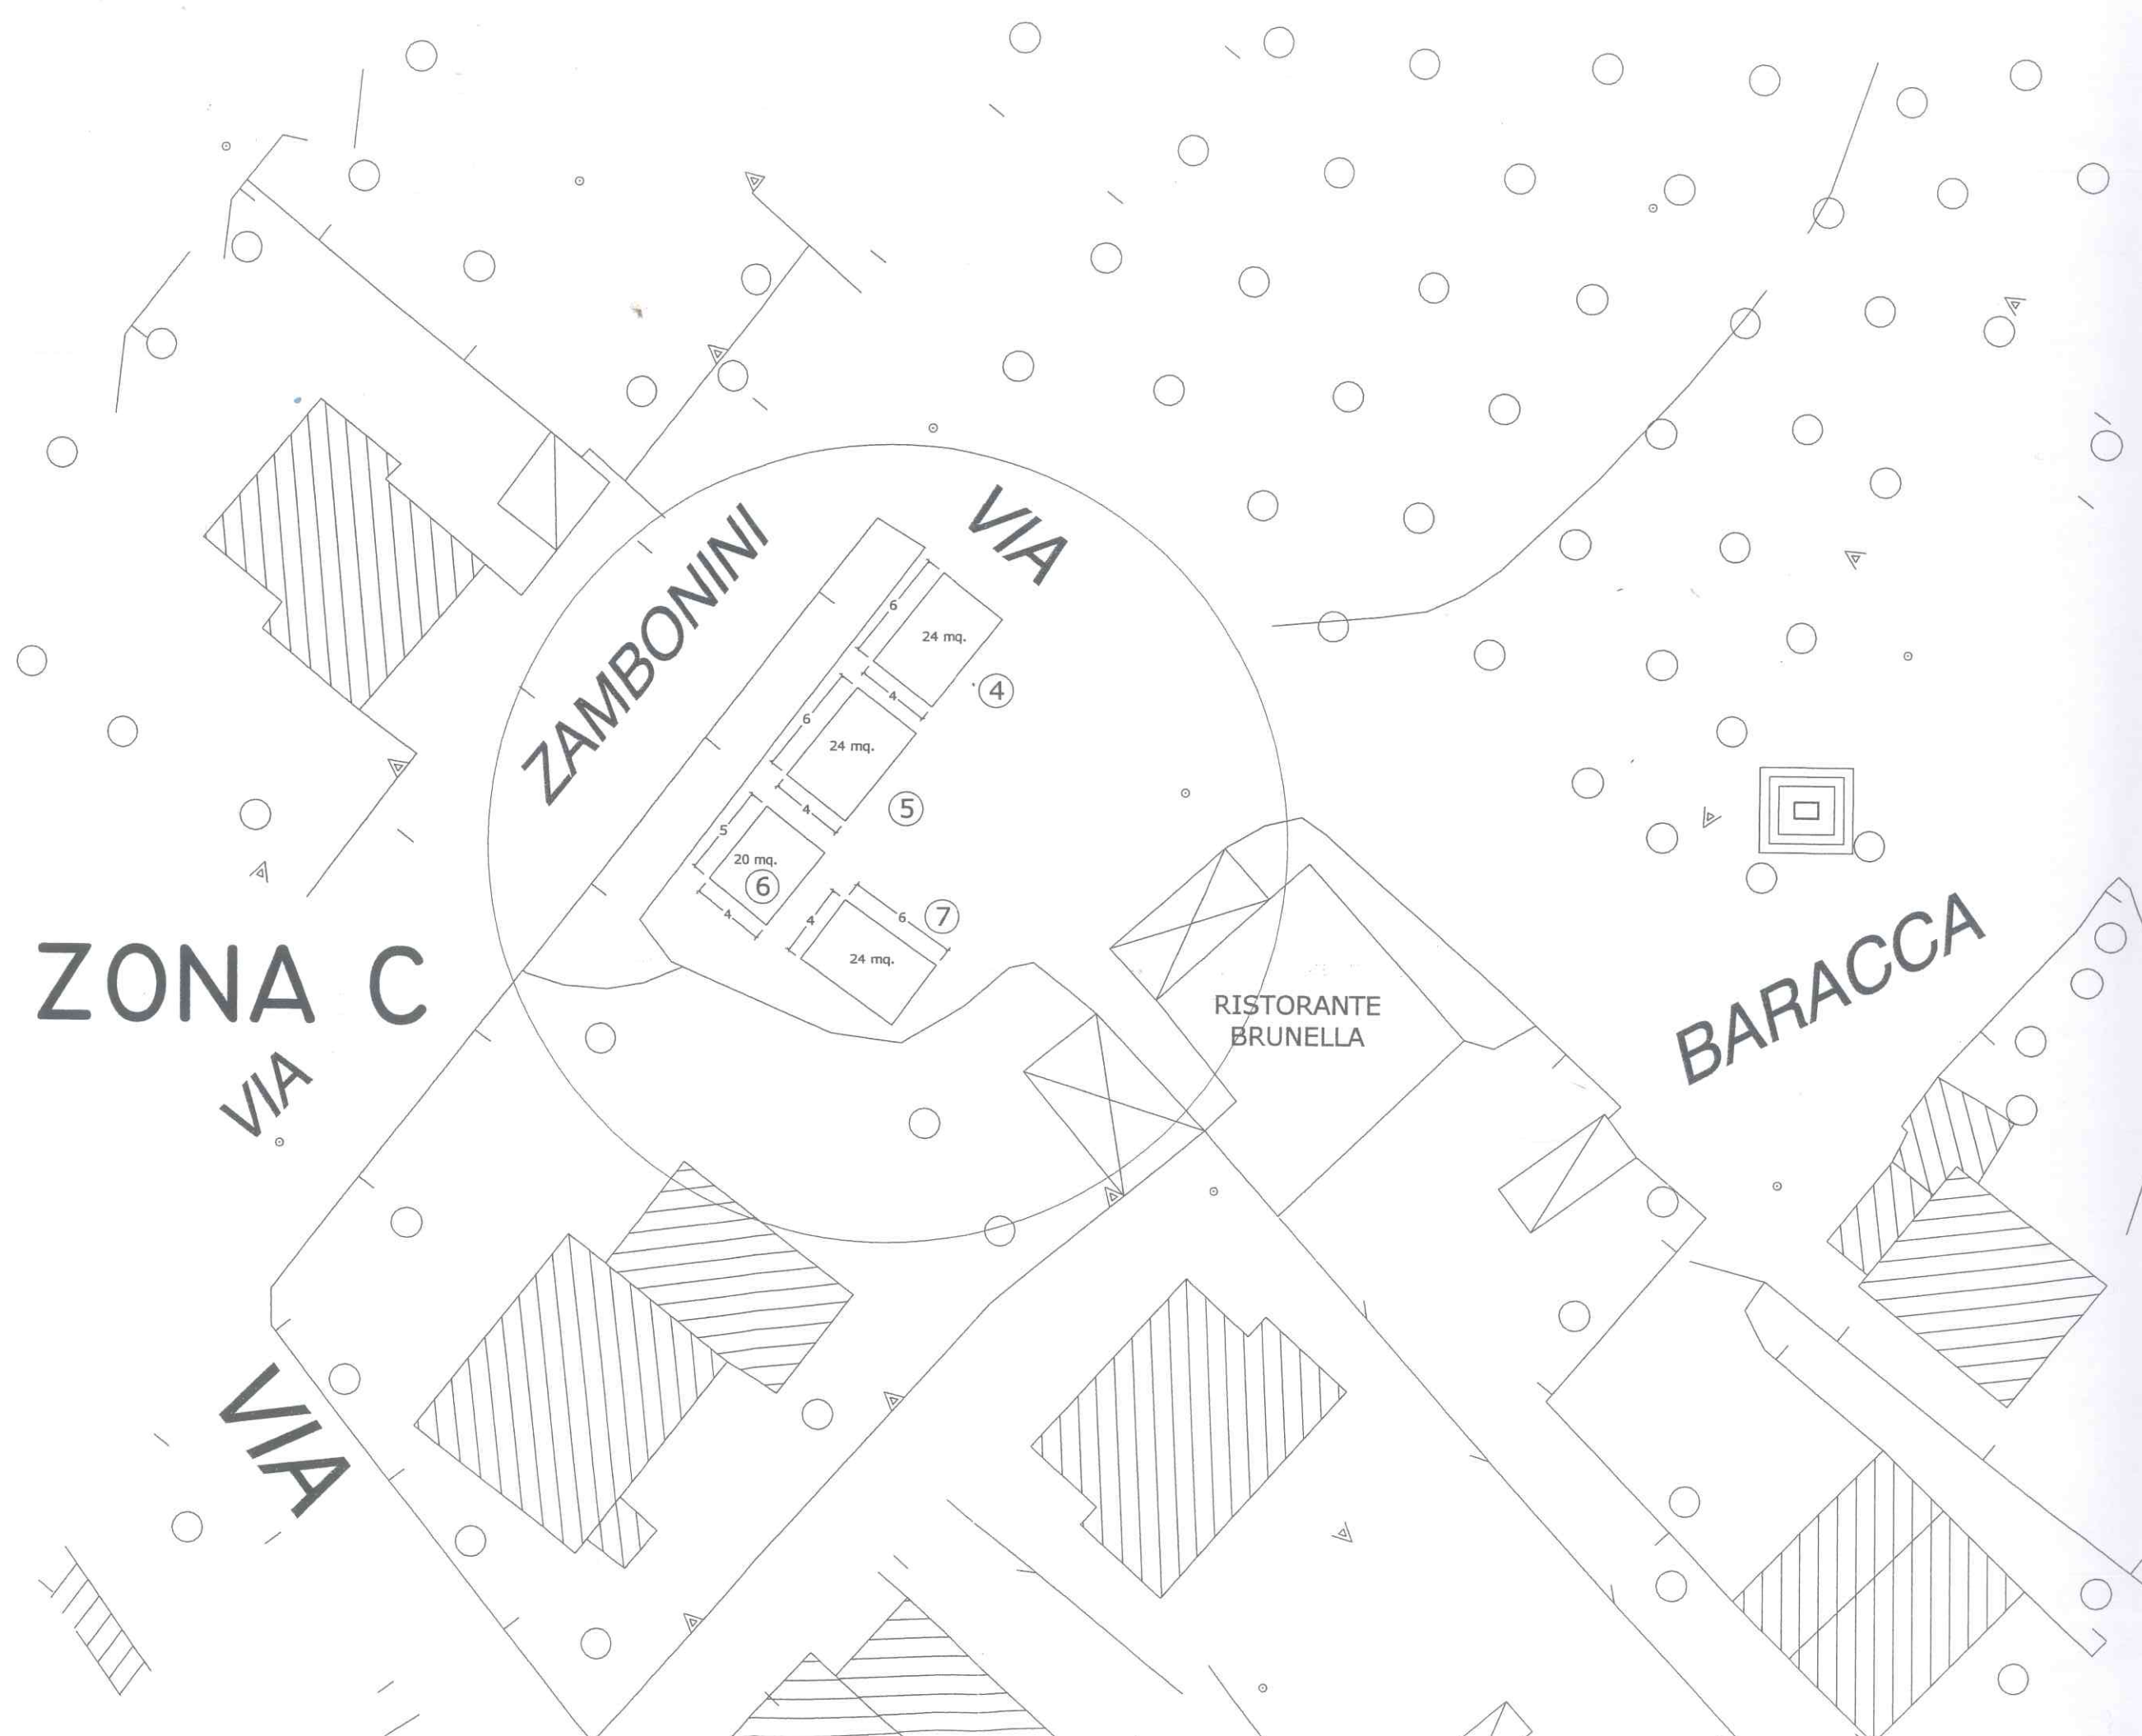 VIA
ZAMBONINI
6
24 mq.
4
④
6
24 mq.
4
⑤
5
20 mq.
⑥
4
4
6
⑦
24 mq.
RISTORANTE
BRUNELLA
BARACCA
ZONA C
VIA
VIA